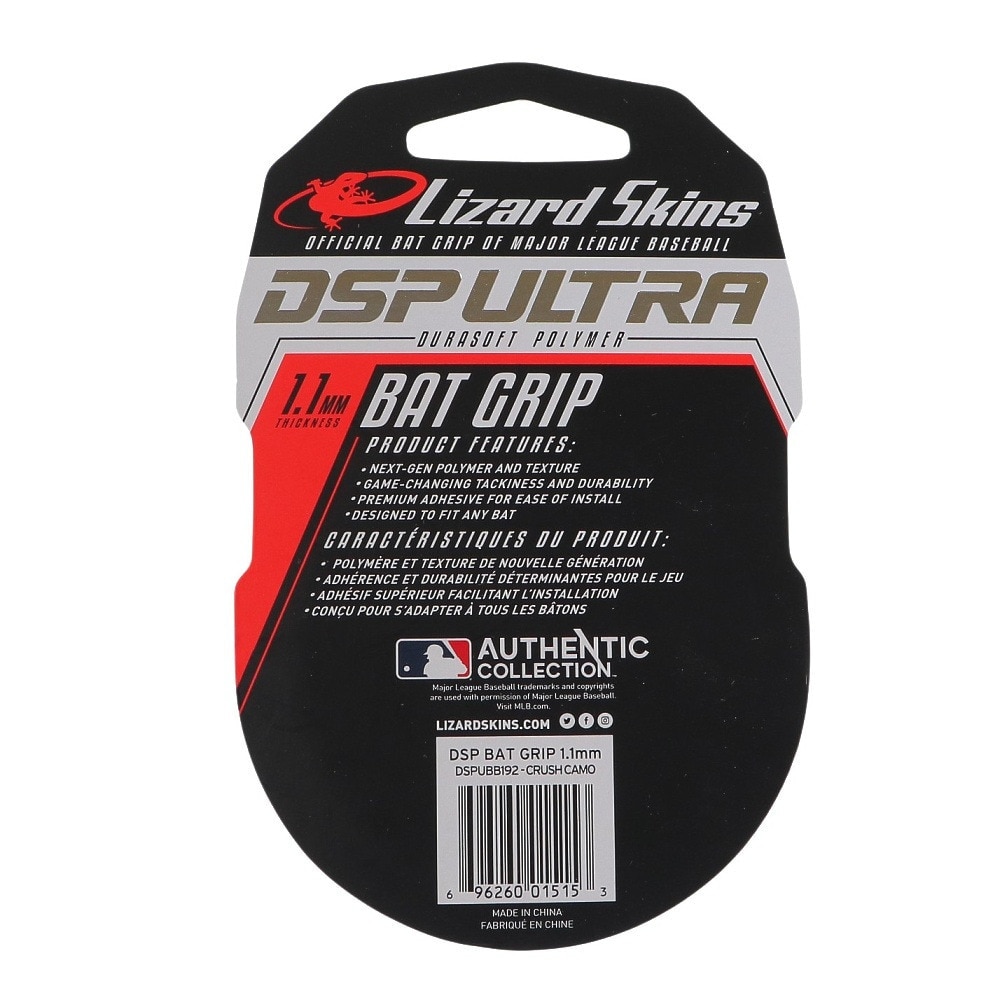 Lizard Skins
OFFICIAL BAT GRIP OF MAJOR LEAGUE BASEBALL
DSP ULTRA
DURASOFT POLYMER
1.1MM
THICKNESS
BAT GRIP
PRODUCT FEATURES:
• NEXT-GEN POLYMER AND TEXTURE
• GAME-CHANGING TACKINESS AND DURABILITY
• PREMIUM ADHESIVE FOR EASE OF INSTALL
• DESIGNED TO FIT ANY BAT
CARACTÉRISTIQUES DU PRODUIT:
• POLYMÈRE ET TEXTURE DE NOUVELLE GÉNÉRATION
• ADHÉRENCE ET DURABILITÉ DÉTERMINANTES POUR LE JEU
• ADHÉSIF SUPÉRIEUR FACILITANT L'INSTALLATION
• CONÇU POUR S'ADAPTER À TOUS LES BÂTONS
AUTHENTIC
COLLECTION™
Major League Baseball trademarks and copyrights
are used with permission of Major League Baseball.
Visit MLB.com.
LIZARDSKINS.COM
DSP BAT GRIP 1.1mm
DSPUBB192 - CRUSH CAMO
6 96260 01515 3
MADE IN CHINA
FABRIQUÉ EN CHINE